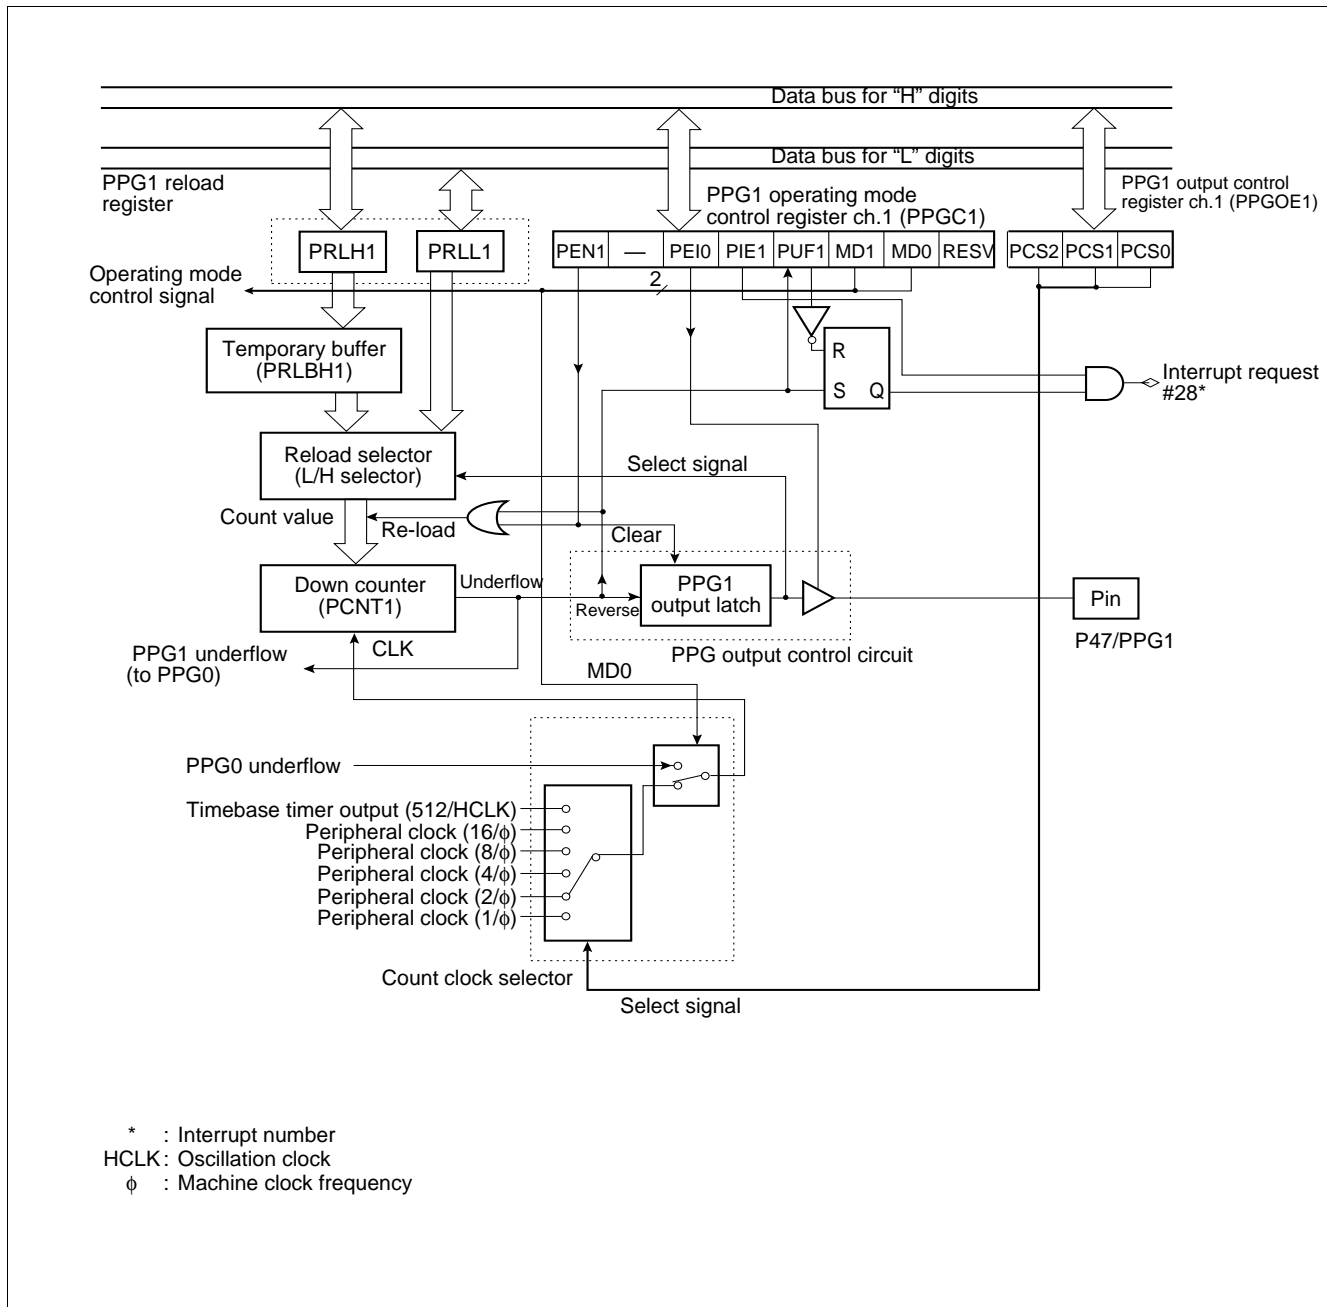 Data bus for “H” digits
Data bus for “L” digits
PPG1 reload
register
PPG1 operating mode
control register ch.1 (PPGC1)
PPG1 output control
register ch.1 (PPGOE1)
PRLH1
PRLL1
PEN1
—
PEI0
PIE1
PUF1
MD1
MD0
RESV
PCS2
PCS1
PCS0
Operating mode
control signal
2
Temporary buffer
(PRLBH1)
R
S
Q
Interrupt request
#28*
Reload selector
(L/H selector)
Select signal
Count value
Re-load
Clear
Down counter
(PCNT1)
Underflow
Reverse
PPG1
output latch
Pin
P47/PPG1
CLK
PPG1 underflow
(to PPG0)
PPG output control circuit
MD0
PPG0 underflow
Timebase timer output (512/HCLK)
Peripheral clock (16/ϕ)
Peripheral clock (8/ϕ)
Peripheral clock (4/ϕ)
Peripheral clock (2/ϕ)
Peripheral clock (1/ϕ)
Count clock selector
Select signal
* : Interrupt number
HCLK : Oscillation clock
ϕ : Machine clock frequency